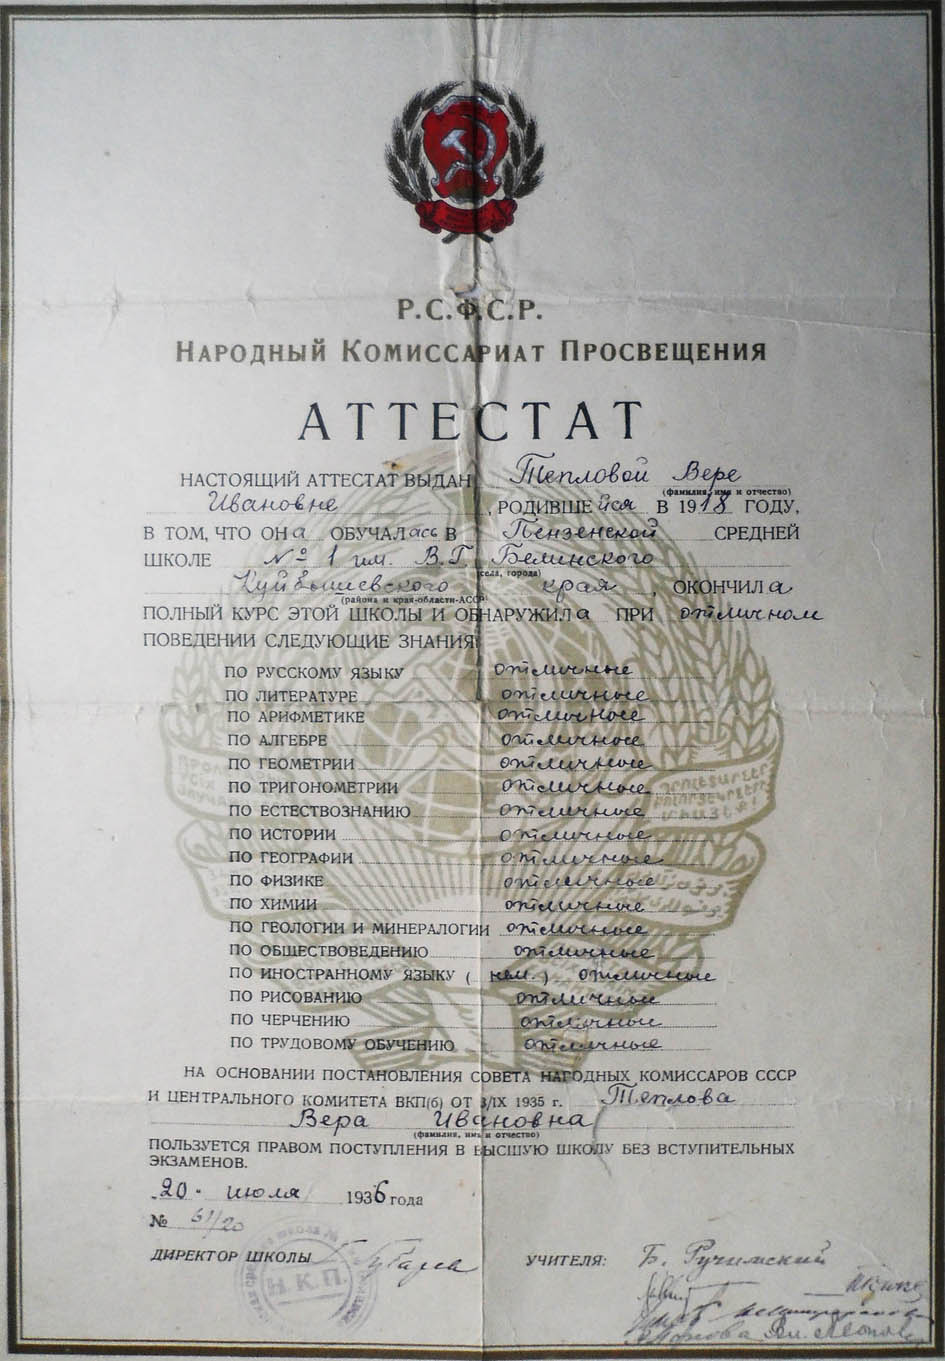 Р.С.Ф.С.Р.
НАРОДНЫЙ КОМИССАРИАТ ПРОСВЕЩЕНИЯ
АТТЕСТАТ
НАСТОЯЩИЙ АТТЕСТАТ ВЫДАН Тепловой Вере
(фамилия, имя и отчество)
Ивановне, РОДИВШЕЙся В 1918 ГОДУ,
В ТОМ, ЧТО ОНа ОБУЧАЛась В Пензенской СРЕДНЕЙ
ШКОЛЕ № 1 им. В.Г. Белинского
(села, города)
Куйбышевского края, ОКОНЧИЛа
(района и края-области-АССР)
ПОЛНЫЙ КУРС ЭТОЙ ШКОЛЫ И ОБНАРУЖИЛа ПРИ отличном
ПОВЕДЕНИИ СЛЕДУЮЩИЕ ЗНАНИЯ:
ПО РУССКОМУ ЯЗЫКУ отличные
ПО ЛИТЕРАТУРЕ отличные
ПО АРИФМЕТИКЕ отличные
ПО АЛГЕБРЕ отличные
ПО ГЕОМЕТРИИ отличные
ПО ТРИГОНОМЕТРИИ отличные
ПО ЕСТЕСТВОЗНАНИЮ отличные
ПО ИСТОРИИ отличные
ПО ГЕОГРАФИИ отличные
ПО ФИЗИКЕ отличные
ПО ХИМИИ отличные
ПО ГЕОЛОГИИ И МИНЕРАЛОГИИ отличные
ПО ОБЩЕСТВОВЕДЕНИЮ отличные
ПО ИНОСТРАННОМУ ЯЗЫКУ ( нем. ) отличные
ПО РИСОВАНИЮ отличные
ПО ЧЕРЧЕНИЮ отличные
ПО ТРУДОВОМУ ОБУЧЕНИЮ отличные
НА ОСНОВАНИИ ПОСТАНОВЛЕНИЯ СОВЕТА НАРОДНЫХ КОМИССАРОВ СССР
И ЦЕНТРАЛЬНОГО КОМИТЕТА ВКП(б) ОТ 3/IX 1935 г. Теплова
Вера Ивановна
(фамилия, имя и отчество)
ПОЛЬЗУЕТСЯ ПРАВОМ ПОСТУПЛЕНИЯ В ВЫСШУЮ ШКОЛУ БЕЗ ВСТУПИТЕЛЬНЫХ
ЭКЗАМЕНОВ.
„20" июля 1936 года
№ 61/20
ДИРЕКТОР ШКОЛЫ
УЧИТЕЛЯ: Б. Ручимский
Н.К.П.